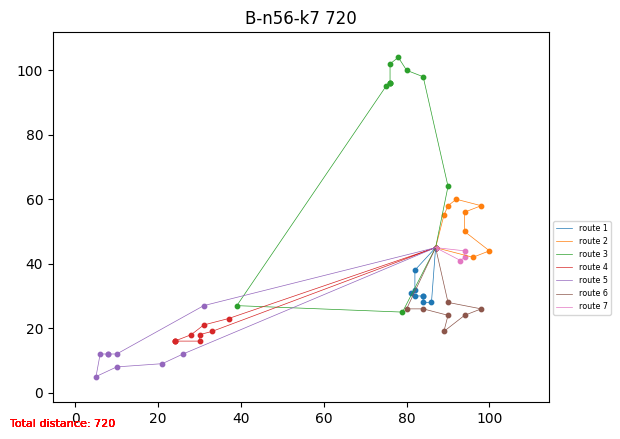 B-n56-k7 720
100
80
60
40
20
0
0 20 40 60 80 100
route 1
route 2
route 3
route 4
route 5
route 6
route 7
Total distance: 720